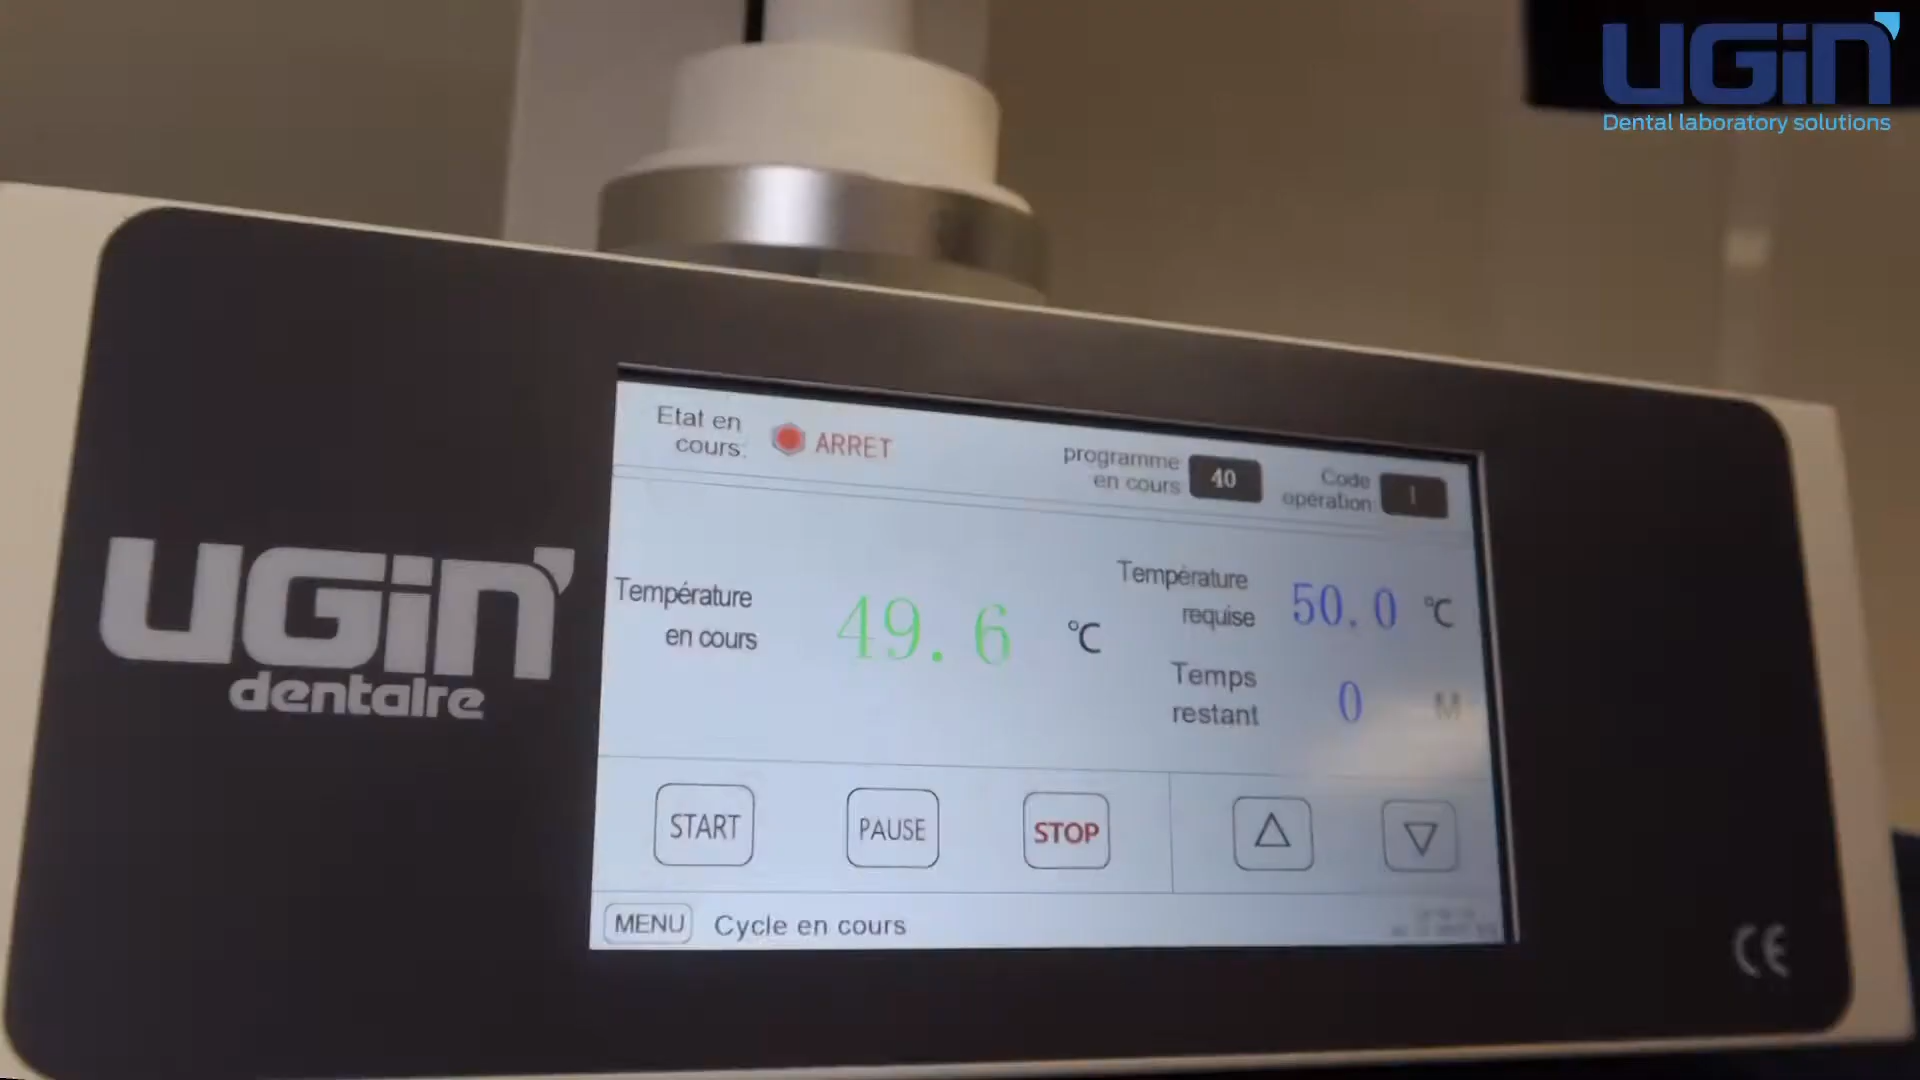 UGiN
Dental laboratory solutions
Etat en
cours:
ARRET
programme
en cours
40
Code
opération
1
Température
en cours
49.6 °C
Température
requise
50.0 °C
Temps
restant
0 M
UGiN
dentaire
START
PAUSE
STOP
MENU
Cycle en cours
CE